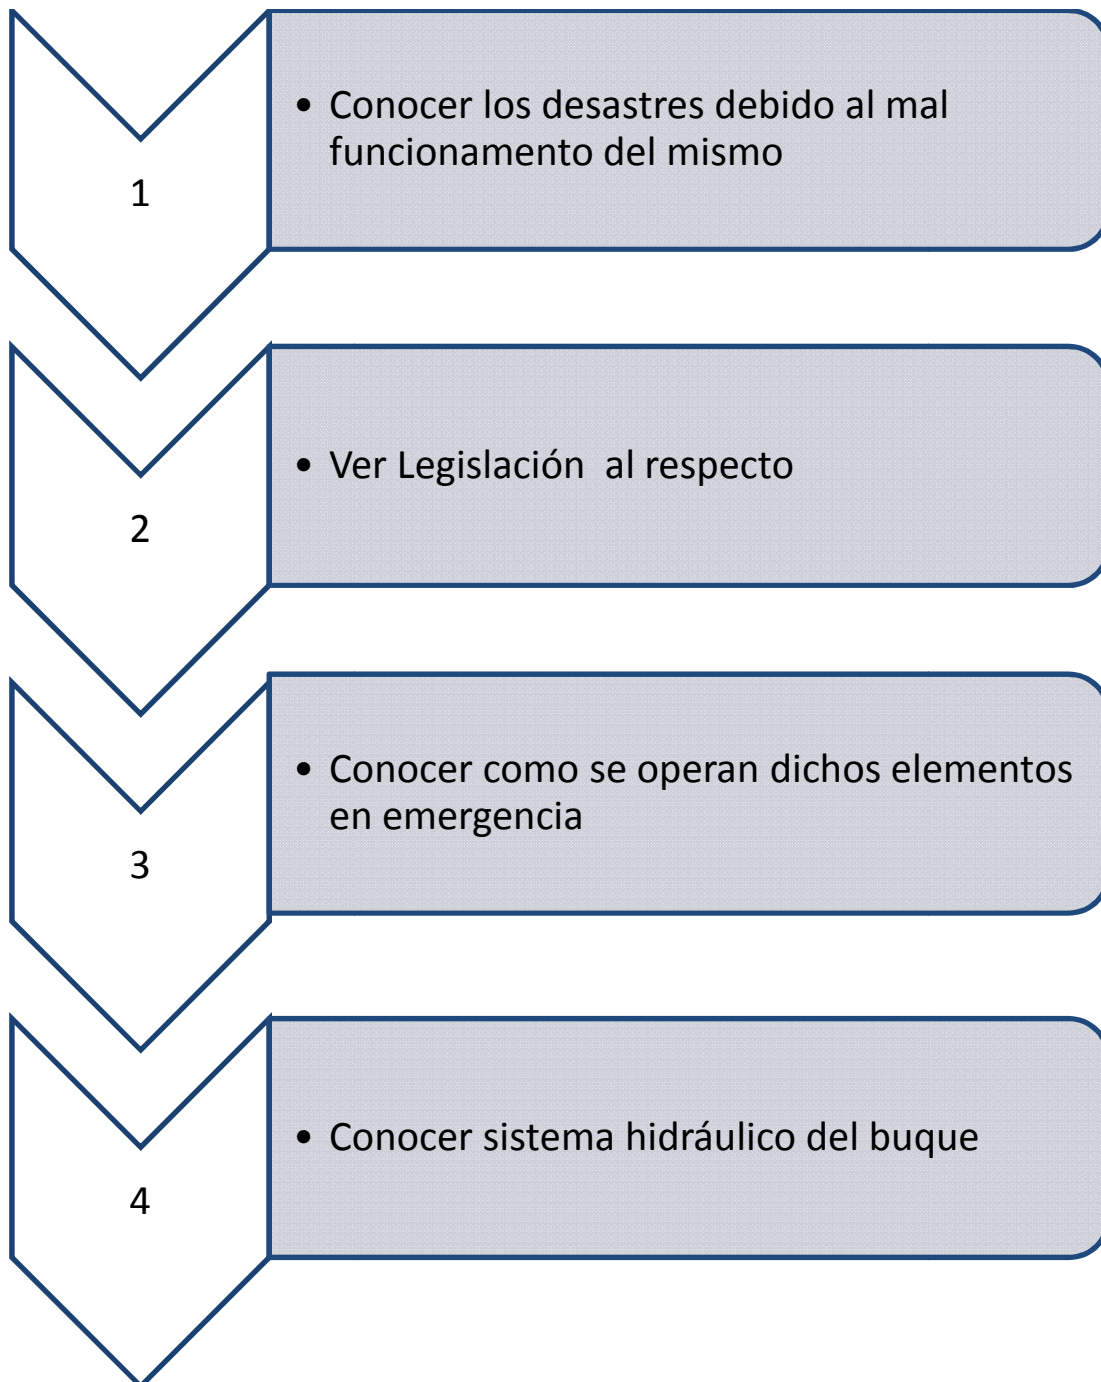 1
• Conocer los desastres debido al mal
funcionamento del mismo
2
• Ver Legislación  al respecto
3
• Conocer como se operan dichos elementos
en emergencia
4
• Conocer sistema hidráulico del buque